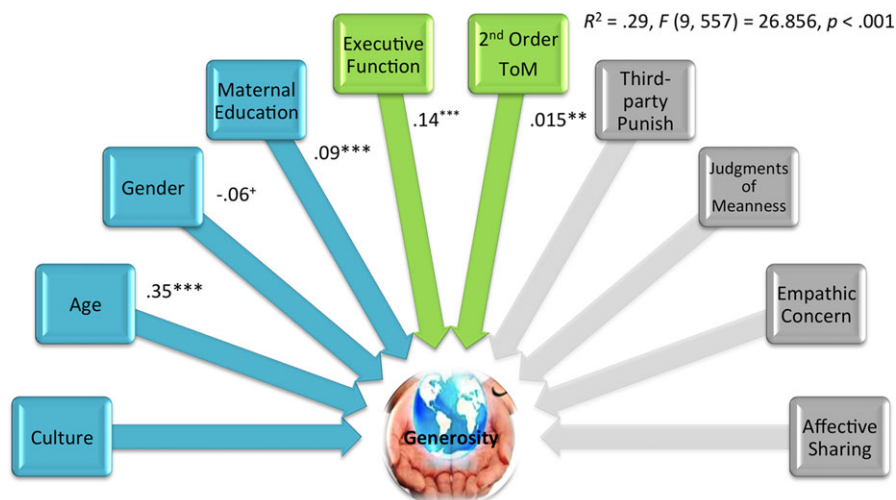 R² = .29, F (9, 557) = 26.856, p < .001
Executive
Function
2nd Order
ToM
Maternal
Education
Third-
party
Punish
.14***
.015**
.09***
Gender
-.06⁺
Judgments
of
Meanness
Age
.35***
Empathic
Concern
Culture
Generosity
Affective
Sharing